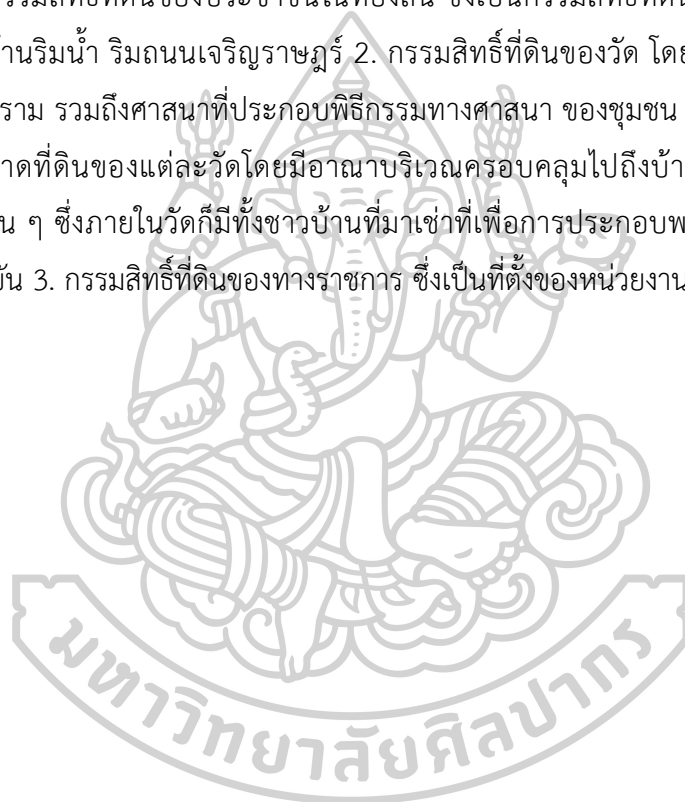 กรรมสิทธิ์ที่ดินของประชาชนในท้องถิ่น ซึ่งเป็นกรรมสิทธิ์ที่ดิน
้านริมน้ำ ริมถนนเจริญราษฎร์ 2. กรรมสิทธิ์ที่ดินของวัด โดย
ราม รวมถึงศาสนาที่ประกอบพิธีกรรมทางศาสนา ของชุมชน
าดที่ดินของแต่ละวัดโดยมีอาณาบริเวณครอบคลุมไปถึงบ้า
น ๆ ซึ่งภายในวัดก็มีทั้งชาวบ้านที่มาเช่าที่เพื่อการประกอบพ
ัน 3. กรรมสิทธิ์ที่ดินของทางราชการ ซึ่งเป็นที่ตั้งของหน่วยงาน
มหาวิทยาลัยศิลปากร